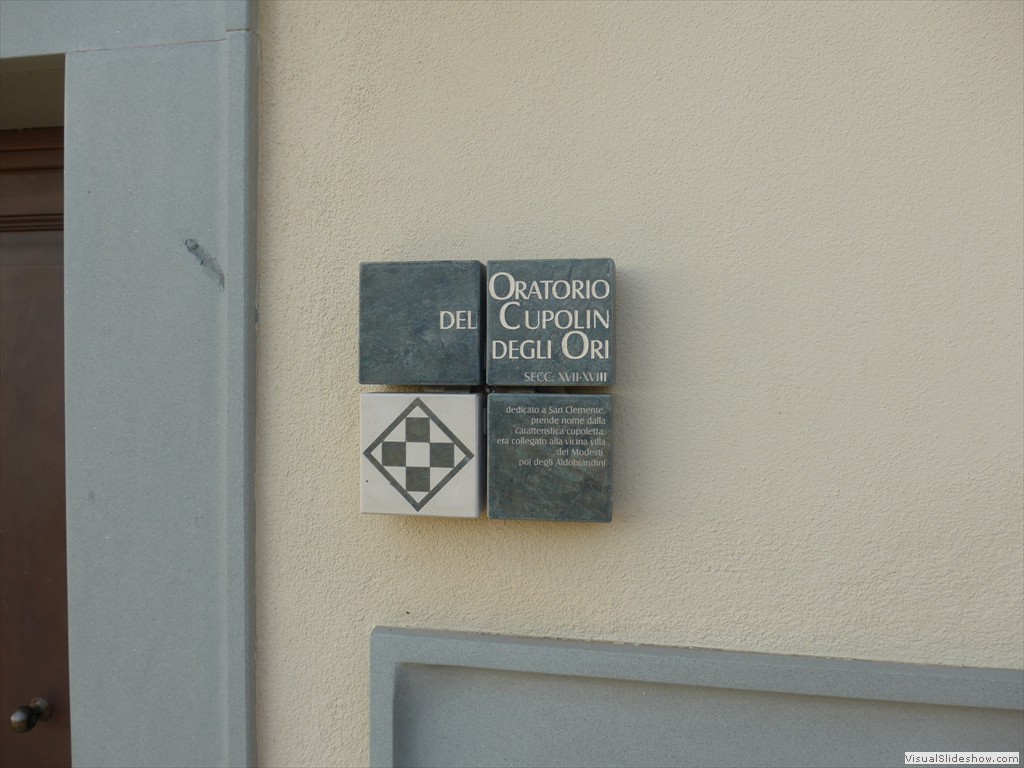 ORATORIO
DEL CUPOLIN
DEGLI ORI
SECC. XVII-XVIII
dedicato a San Clemente,
prende nome dalla
caratteristica cupoletta;
era collegato alla vicina villa
dei Modesti,
poi degli Aldobrandini
VisualSlideshow.com